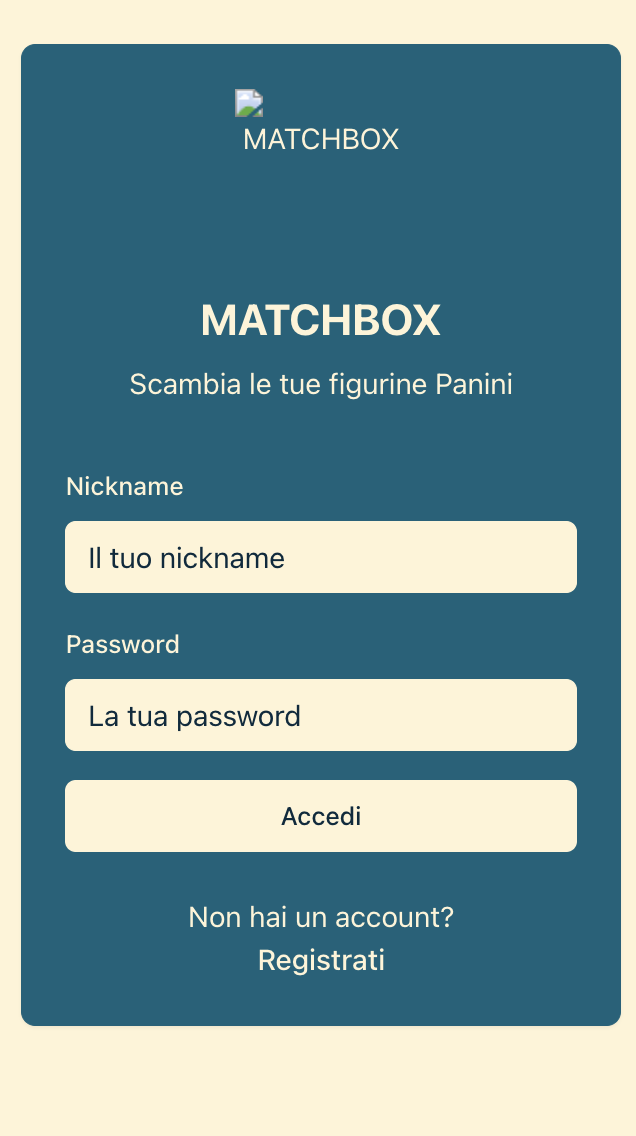 MATCHBOX
MATCHBOX
Scambia le tue figurine Panini
Nickname
Il tuo nickname
Password
La tua password
Accedi
Non hai un account?
Registrati